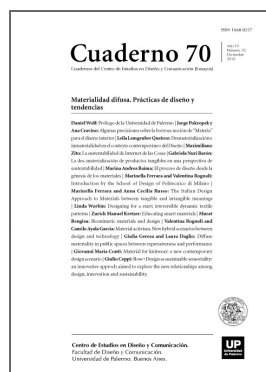 ISSN 1668-0227
Año 19
Número 70
Diciembre
2018
Cuaderno 70
Cuadernos del Centro de Estudios en Diseño y Comunicación [Ensayos]
Materialidad difusa. Prácticas de diseño y
tendencias
Daniel Wolf: Prólogo de la Universidad de Palermo | Jorge Pokropek y
Ana Cravino: Algunas precisiones sobre la borrosa noción de "Materia"
para el diseño interior | Leila Lemgruber Queiroz: Desmaterialización e
inmaterialidad en el contexto contemporáneo del Diseño | Maximiliano
Zito: La sustentabilidad de Internet de las Cosas | Gabriela Nuri Barón:
La des-materialización de productos tangibles en una perspectiva de
sustentabilidad | Marina Andrea Baima: El proceso de diseño desde la
génesis de los materiales | Marinella Ferrara and Valentina Rognoli:
Introduction by the School of Design of Politecnico di Milano |
Marinella Ferrara and Anna Cecilia Russo: The Italian Design
Approach to Materials between tangible and intangible meanings
| Linda Worbin: Designing for a start; irreversible dynamic textile
patterns | Zurich Manuel Kretzer: Educating smart materials | Murat
Bengisu: Biomimetic materials and design | Valentina Rognoli and
Camilo Ayala García: Material activism. New hybrid scenarios between
design and technology | Giulia Gerosa and Laura Daglio: Diffuse
materiality in public spaces between expressiveness and performance
| Giovanni Maria Conti: Material for knitwear: a new contemporary
design scenario | Giulio Ceppi: Slow+Design as sustainable sensoriality:
an innovative approch aimed to explore the new relationships among
design, innovation and sustainability.
Centro de Estudios en Diseño y Comunicación.
Facultad de Diseño y Comunicación.
Universidad de Palermo. Buenos Aires.
UP
Universidad
de Palermo